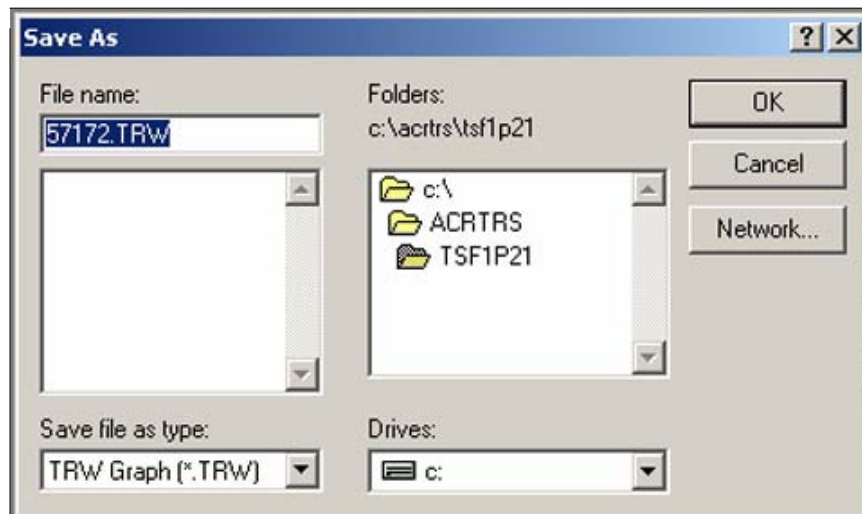 Save As
File name:
57172.TRW
Folders:
c:\acrtrs\tsf1p21
c:\
ACRTRS
TSF1P21
OK
Cancel
Network...
Save file as type:
TRW Graph (*.TRW)
Drives:
c: